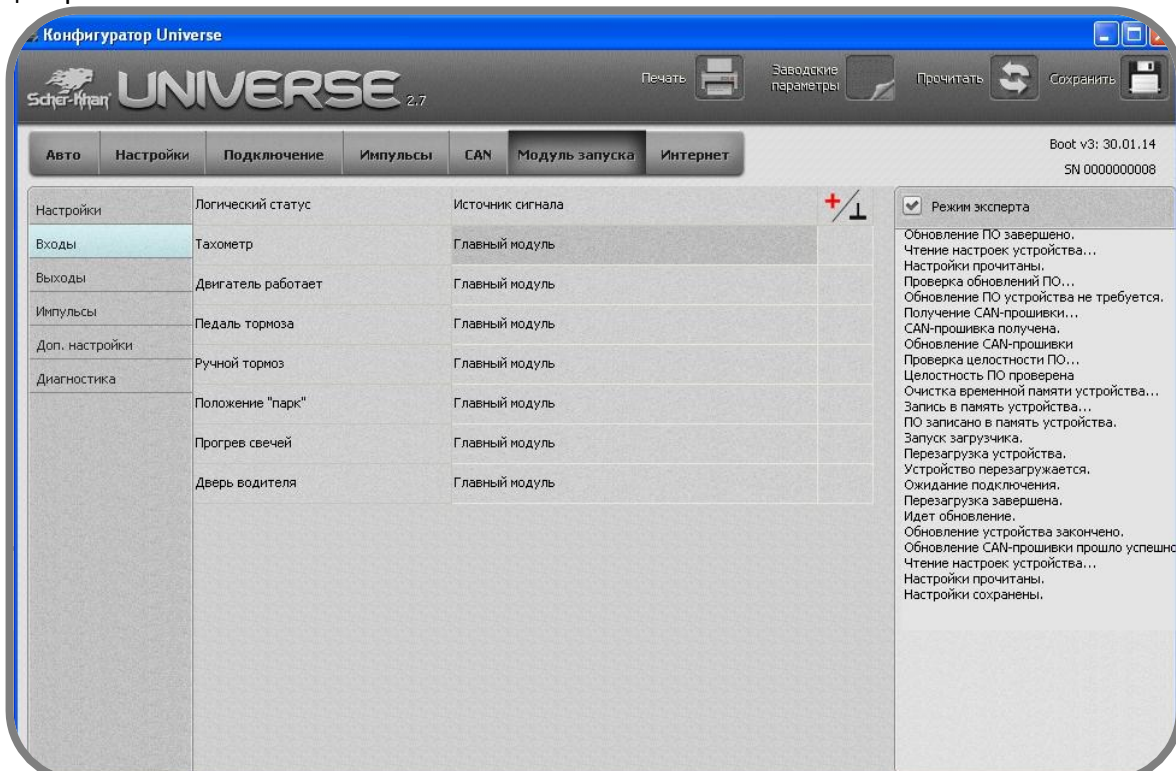 Конфигуратор Universe
Scher-Khan UNIVERSE 2.7
Печать
Заводские
параметры
Прочитать
Сохранить
Авто Настройки Подключение Импульсы CAN Модуль запуска Интернет
Boot v3: 30.01.14
SN 0000000008
Настройки
Входы
Выходы
Импульсы
Доп. настройки
Диагностика
Логический статус Источник сигнала
Тахометр Главный модуль
Двигатель работает Главный модуль
Педаль тормоза Главный модуль
Ручной тормоз Главный модуль
Положение "парк" Главный модуль
Прогрев свечей Главный модуль
Дверь водителя Главный модуль
Режим эксперта
Обновление ПО завершено.
Чтение настроек устройства...
Настройки прочитаны.
Проверка обновлений ПО...
Обновление ПО устройства не требуется.
Получение CAN-прошивки...
CAN-прошивка получена.
Обновление CAN-прошивки
Проверка целостности ПО...
Целостность ПО проверена
Очистка временной памяти устройства...
Запись в память устройства...
ПО записано в память устройства.
Запуск загрузчика.
Перезагрузка устройства.
Устройство перезагружается.
Ожидание подключения.
Перезагрузка завершена.
Идет обновление.
Обновление устройства закончено.
Обновление CAN-прошивки прошло успешно
Чтение настроек устройства...
Настройки прочитаны.
Настройки сохранены.